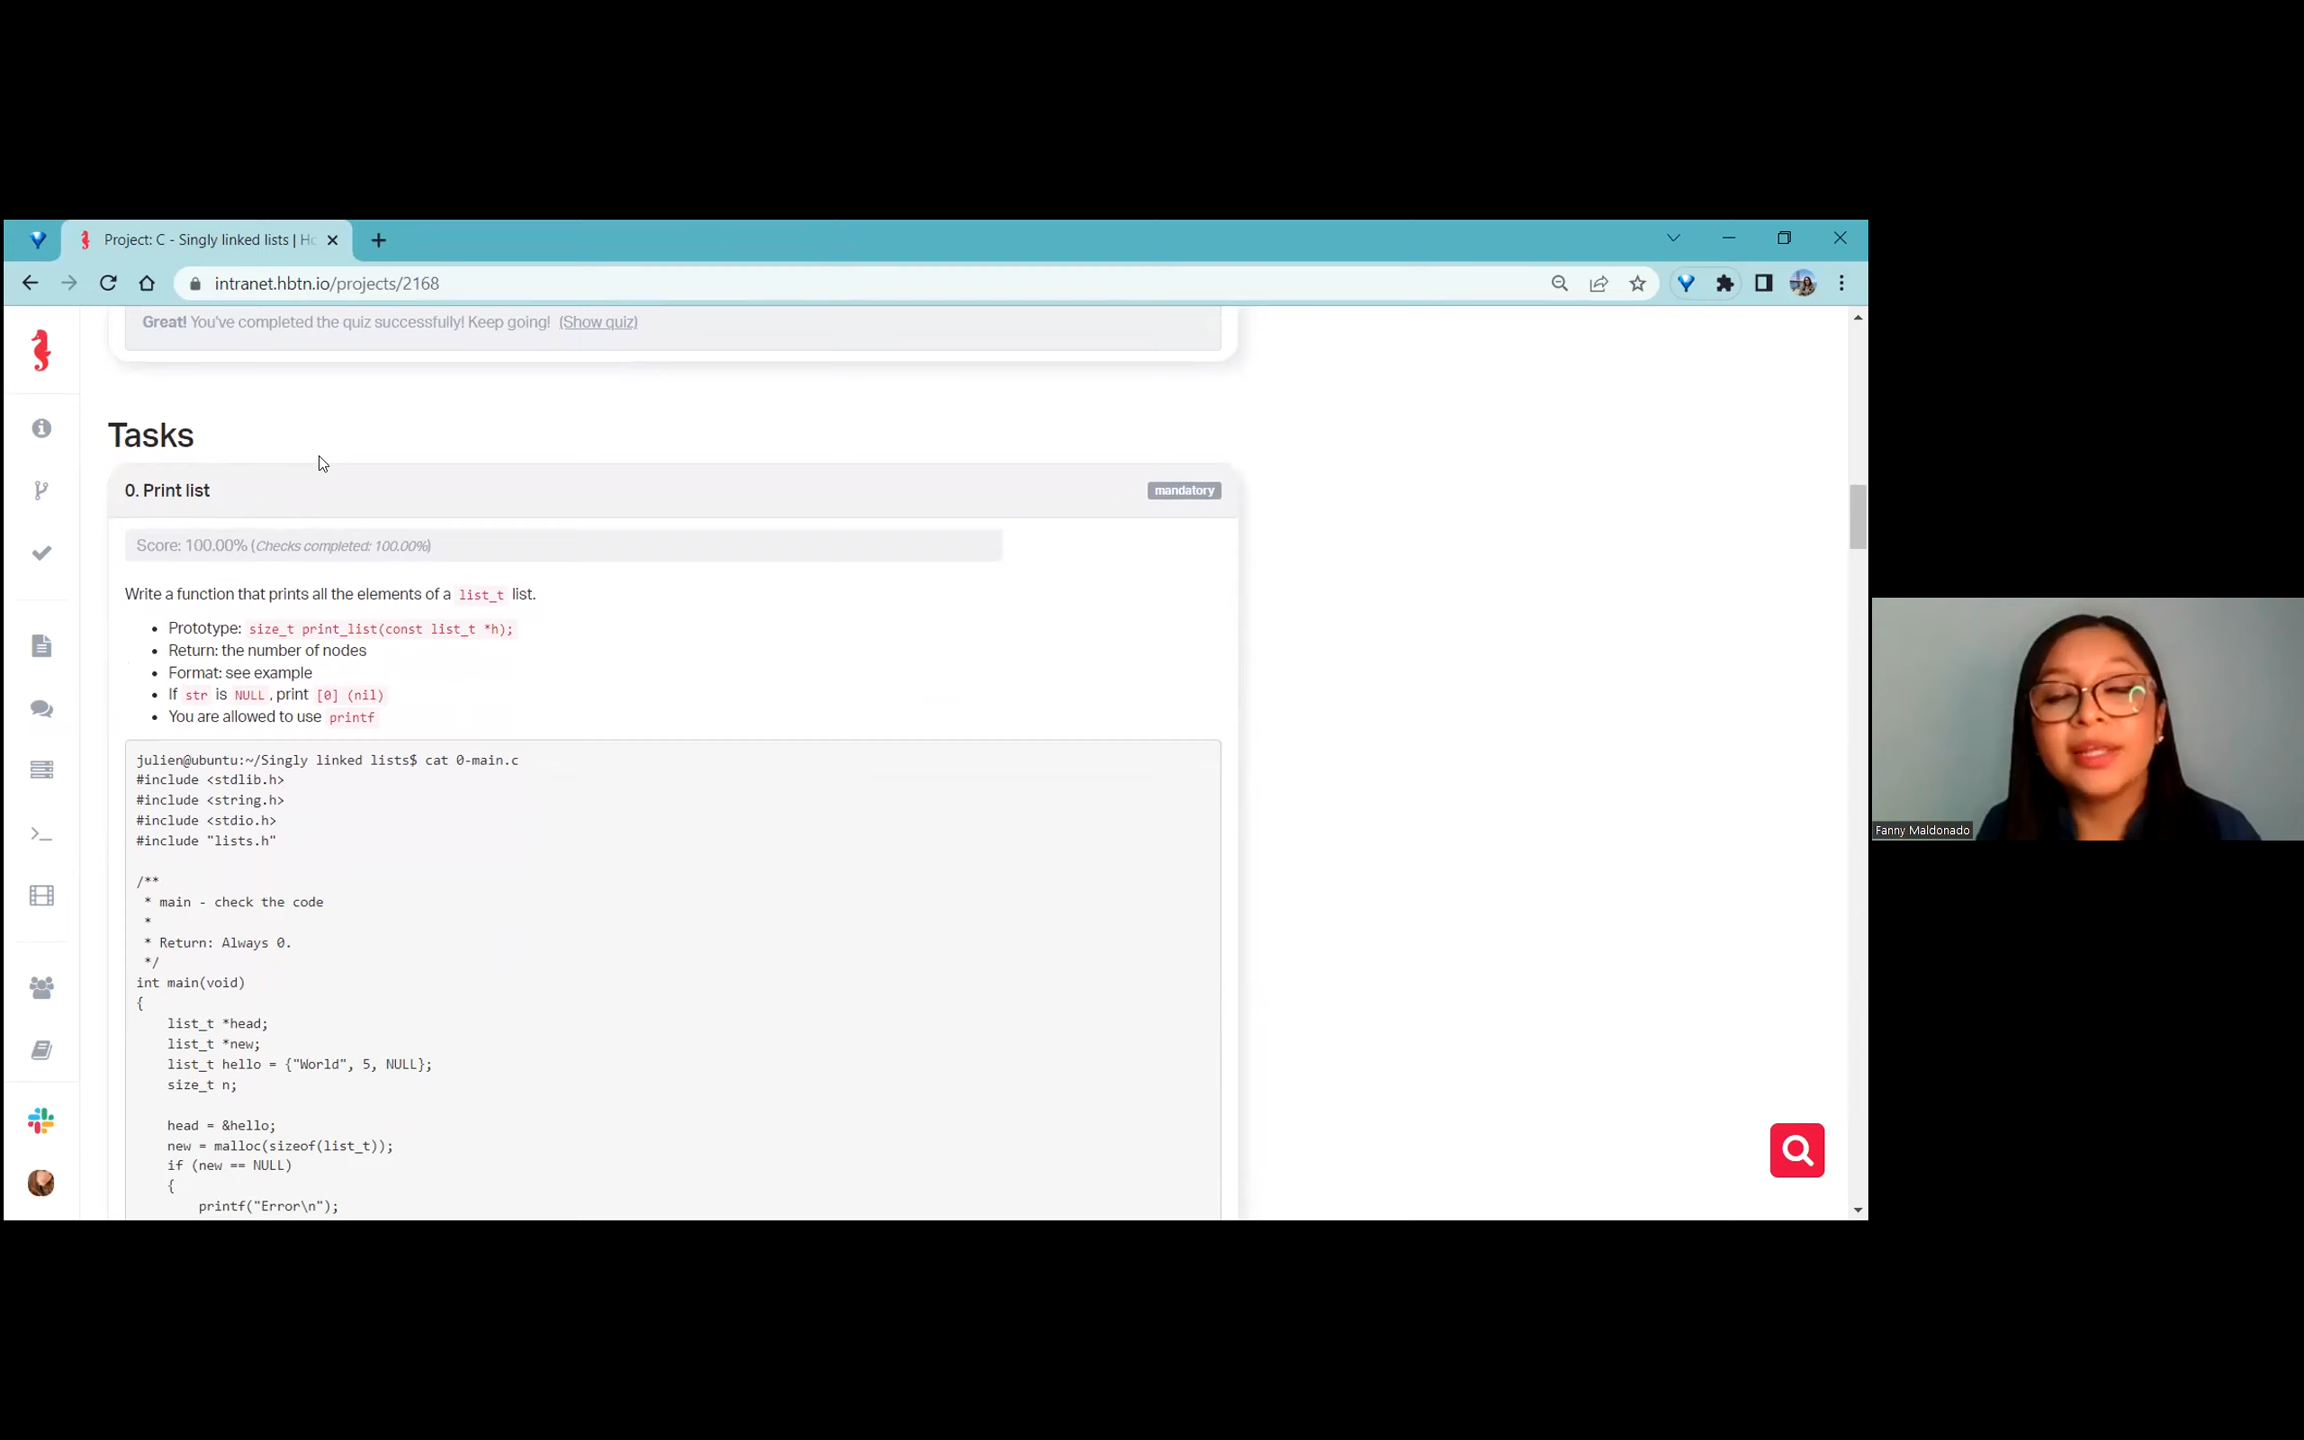 Project: C - Singly linked lists | Ho
intranet.hbtn.io/projects/2168
Great! You've completed the quiz successfully! Keep going! (Show quiz)
Tasks
0. Print list
mandatory
Score: 100.00% (Checks completed: 100.00%)
Write a function that prints all the elements of a list_t list.
• Prototype: size_t print_list(const list_t *h);
• Return: the number of nodes
• Format: see example
• If str is NULL, print [0] (nil)
• You are allowed to use printf
julien@ubuntu:~/Singly linked lists$ cat 0-main.c
#include <stdlib.h>
#include <string.h>
#include <stdio.h>
#include "lists.h"
/**
* main - check the code
*
* Return: Always 0.
*/
int main(void)
{
list_t *head;
list_t *new;
list_t hello = {"World", 5, NULL};
size_t n;
head = &hello;
new = malloc(sizeof(list_t));
if (new == NULL)
{
printf("Error\n");
Fanny Maldonado